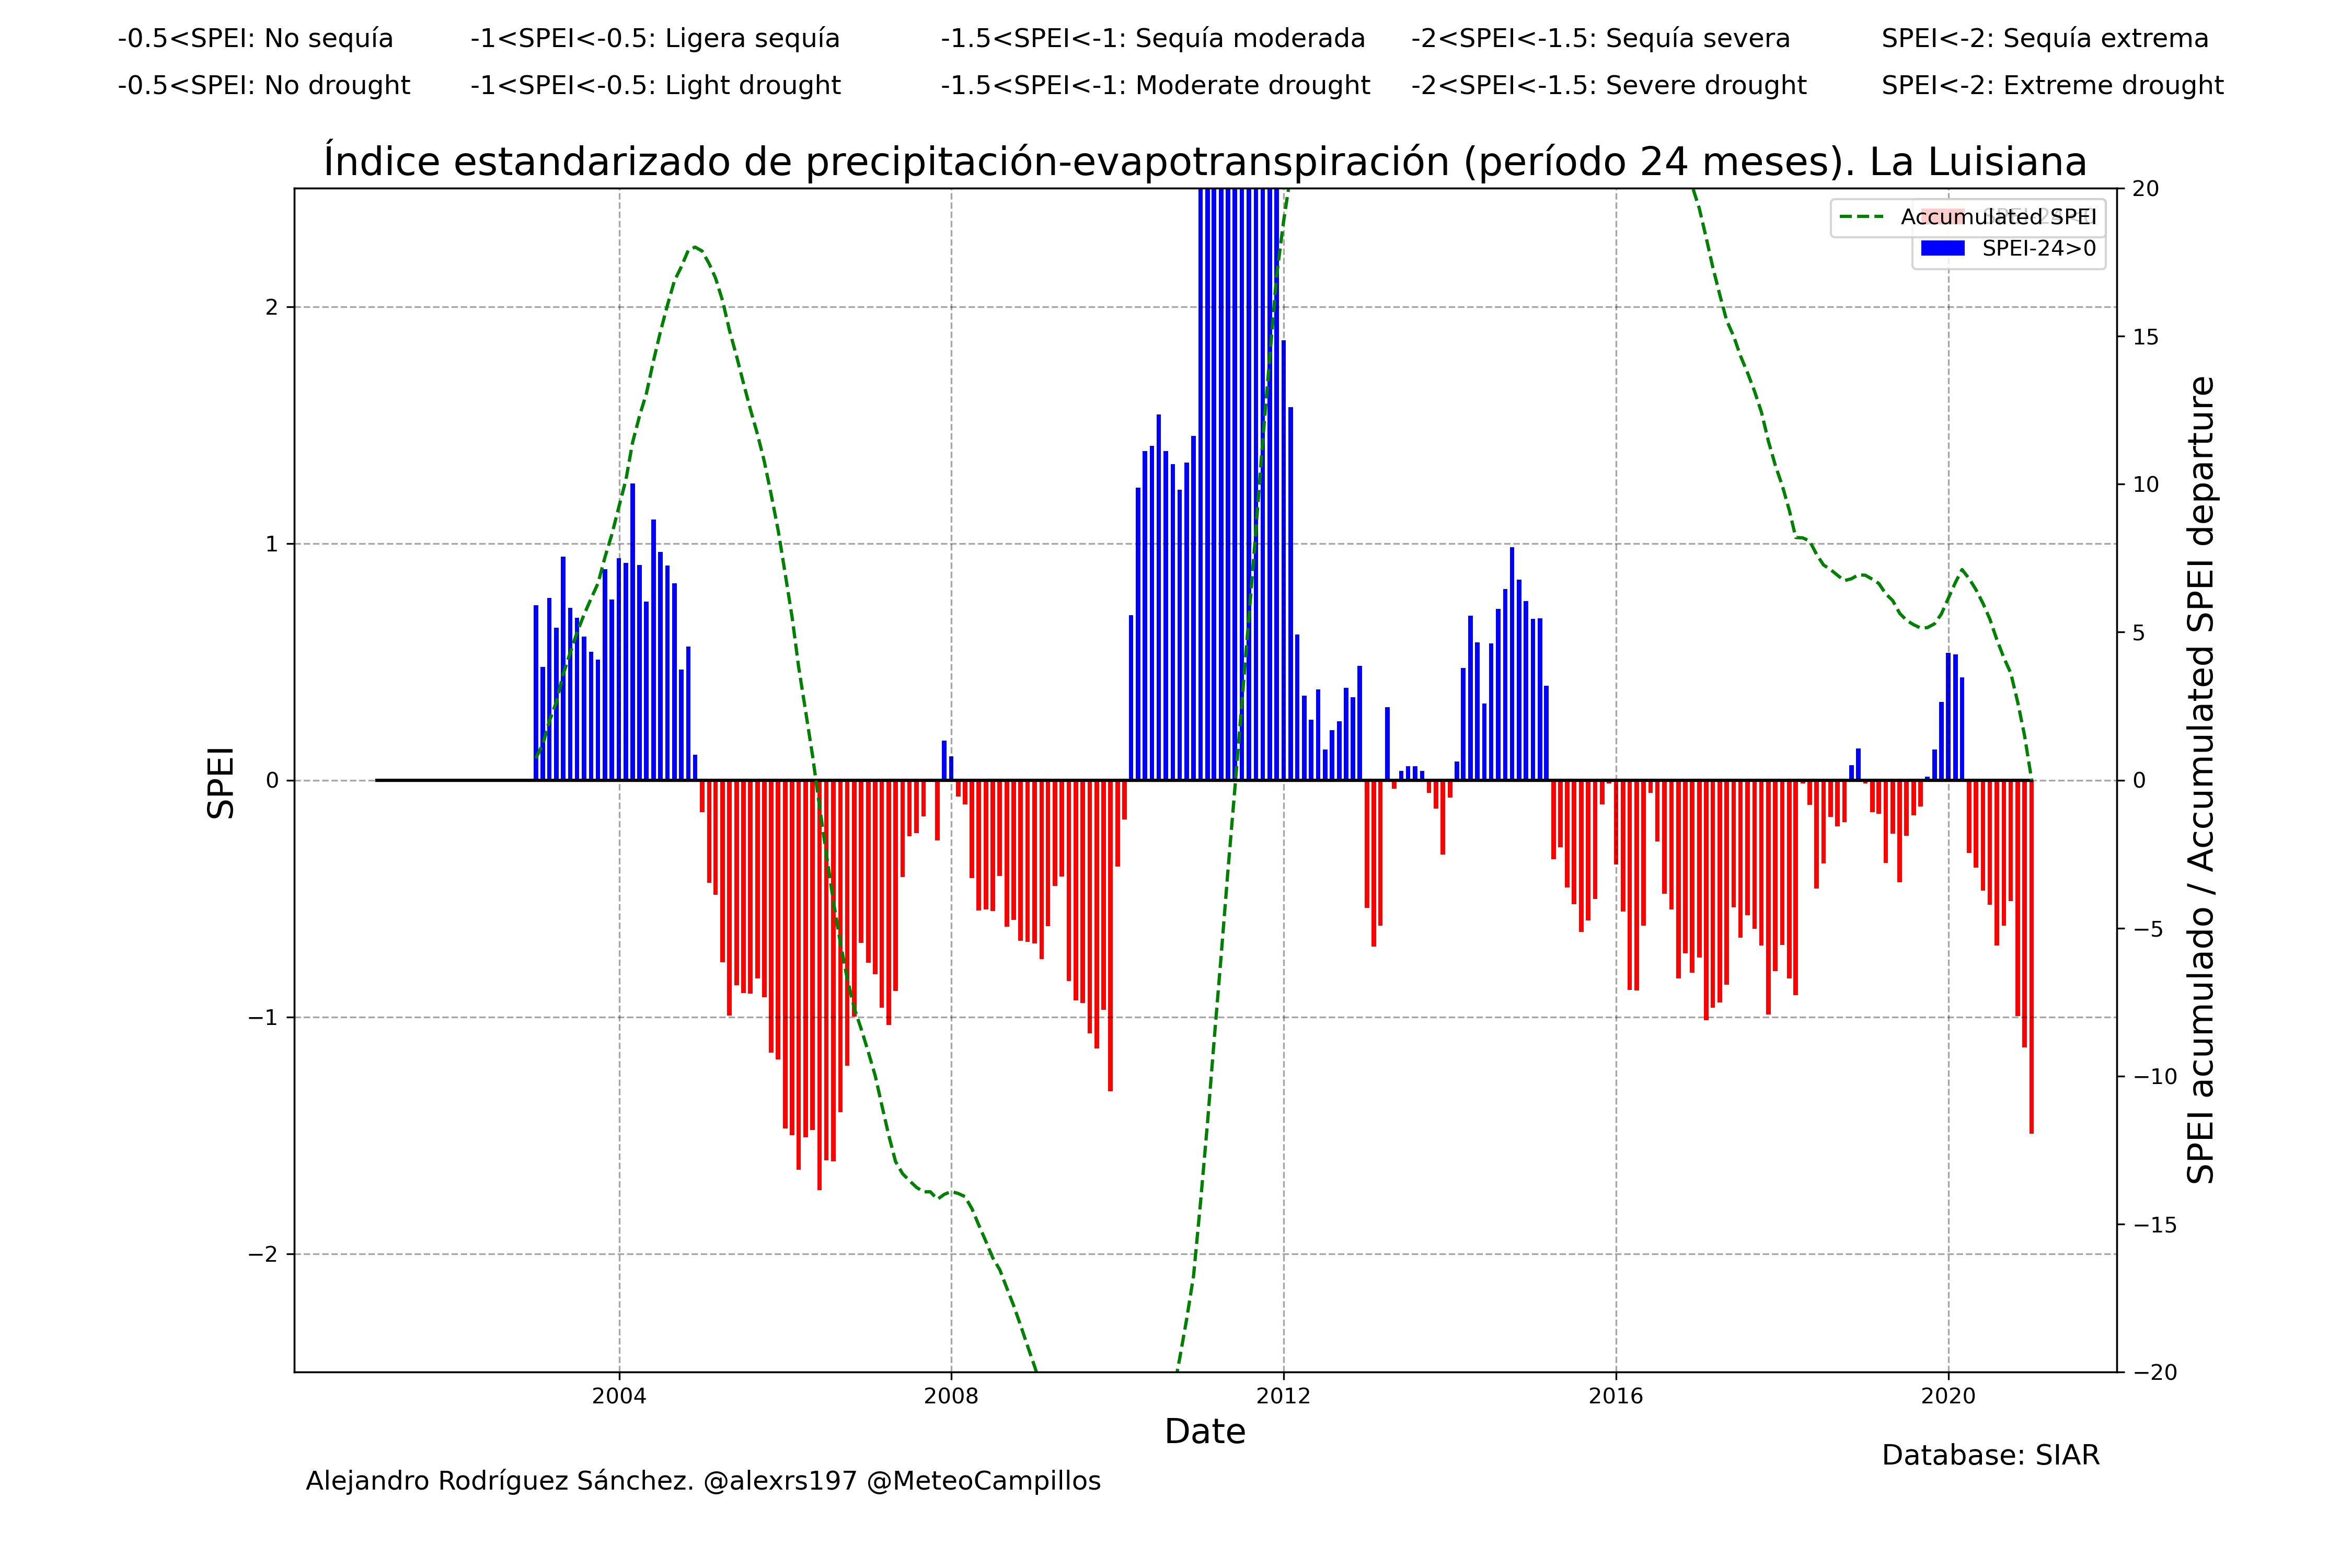 -0.5<SPEI: No sequía -1<SPEI<-0.5: Ligera sequía -1.5<SPEI<-1: Sequía moderada -2<SPEI<-1.5: Sequía severa SPEI<-2: Sequía extrema
-0.5<SPEI: No drought -1<SPEI<-0.5: Light drought -1.5<SPEI<-1: Moderate drought -2<SPEI<-1.5: Severe drought SPEI<-2: Extreme drought
Índice estandarizado de precipitación-evapotranspiración (período 24 meses). La Luisiana
Accumulated SPEI
SPEI-24>0
SPEI
2
1
0
−1
−2
20
15
10
5
0
−5
−10
−15
−20
SPEI acumulado / Accumulated SPEI departure
2004 2008 2012 2016 2020
Date
Database: SIAR
Alejandro Rodríguez Sánchez. @alexrs197 @MeteoCampillos